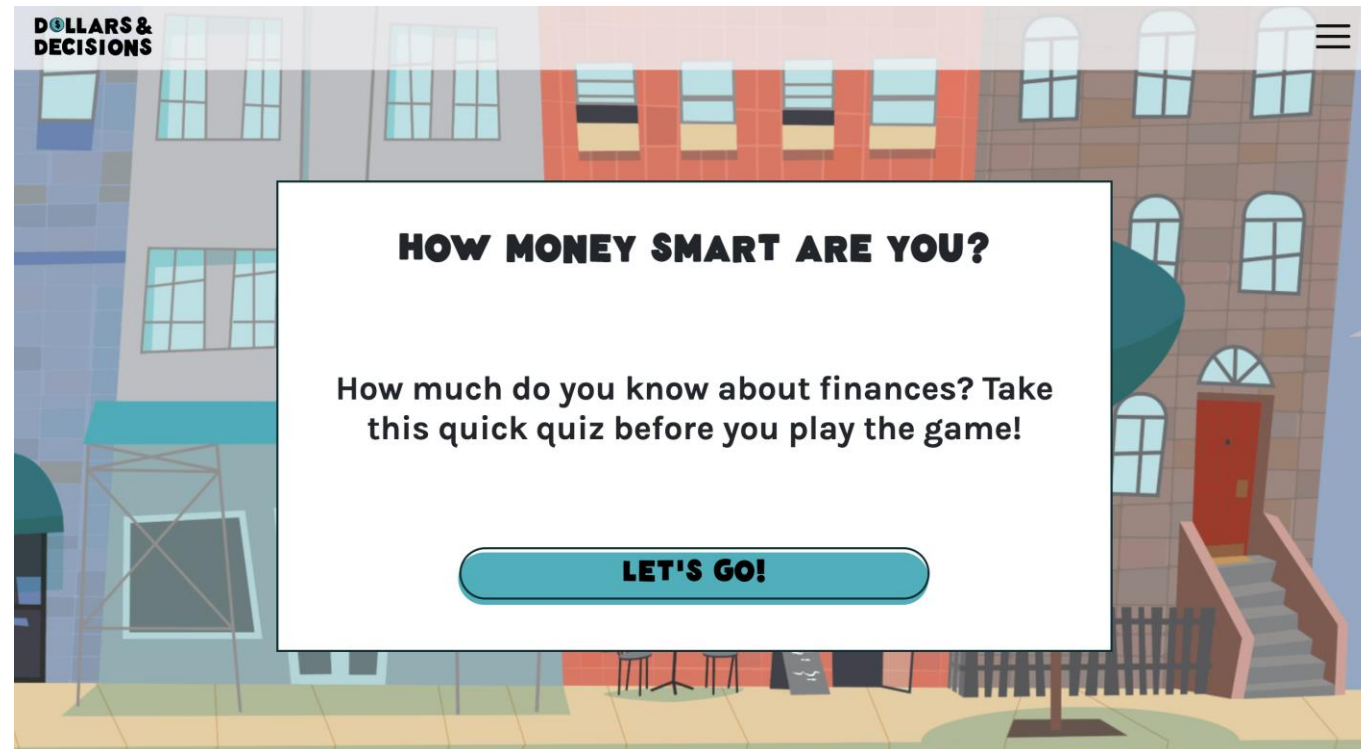 DOLLARS &
DECISIONS
HOW MONEY SMART ARE YOU?
How much do you know about finances? Take
this quick quiz before you play the game!
LET'S GO!